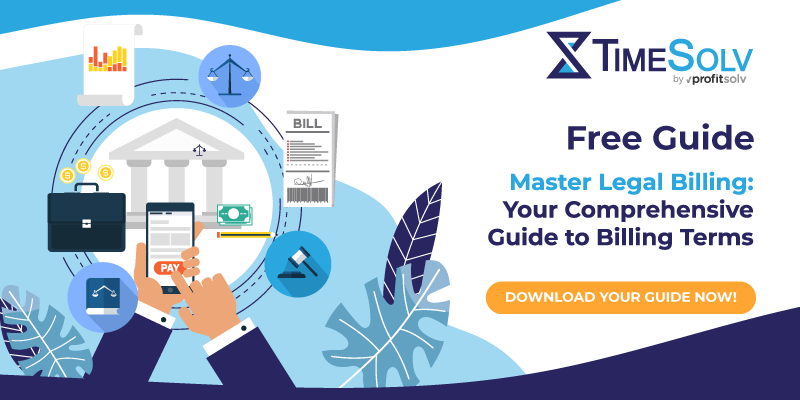 TIMESOLV
by profitsolv
Free Guide
Master Legal Billing:
Your Comprehensive
Guide to Billing Terms
DOWNLOAD YOUR GUIDE NOW!
BILL
PAY
$
$
$